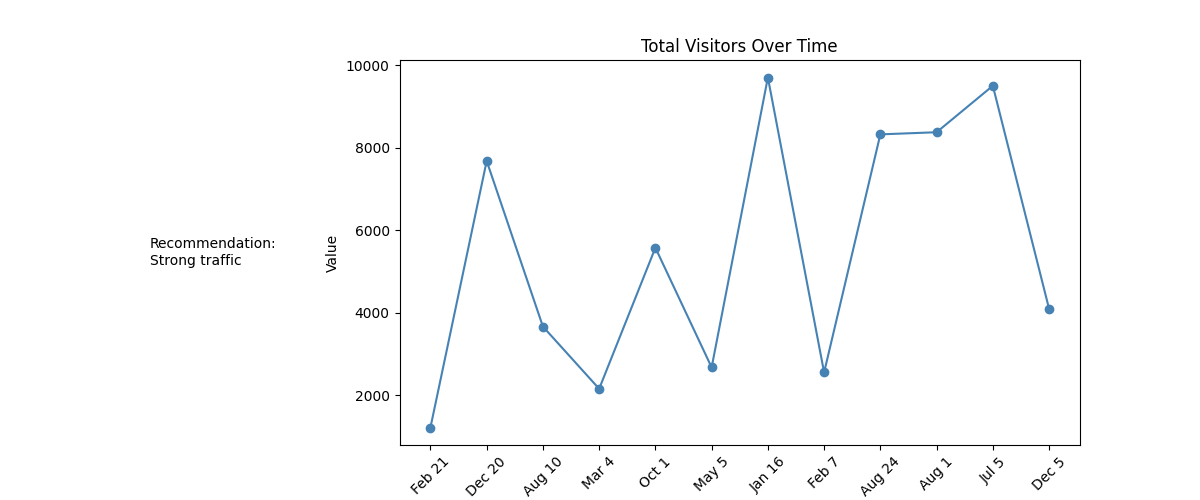 Total Visitors Over Time
Recommendation:
Strong traffic
Value
10000
8000
6000
4000
2000
Feb 21
Dec 20
Aug 10
Mar 4
Oct 1
May 5
Jan 16
Feb 7
Aug 24
Aug 1
Jul 5
Dec 5